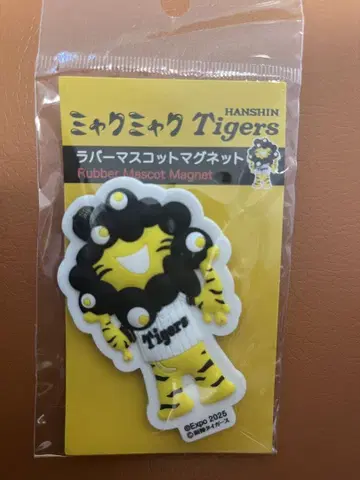 HANSHIN
ミャクミャク Tigers
ラバーマスコットマグネット
Rubber Mascot Magnet
Tigers
©Expo 2025
©阪神タイガース